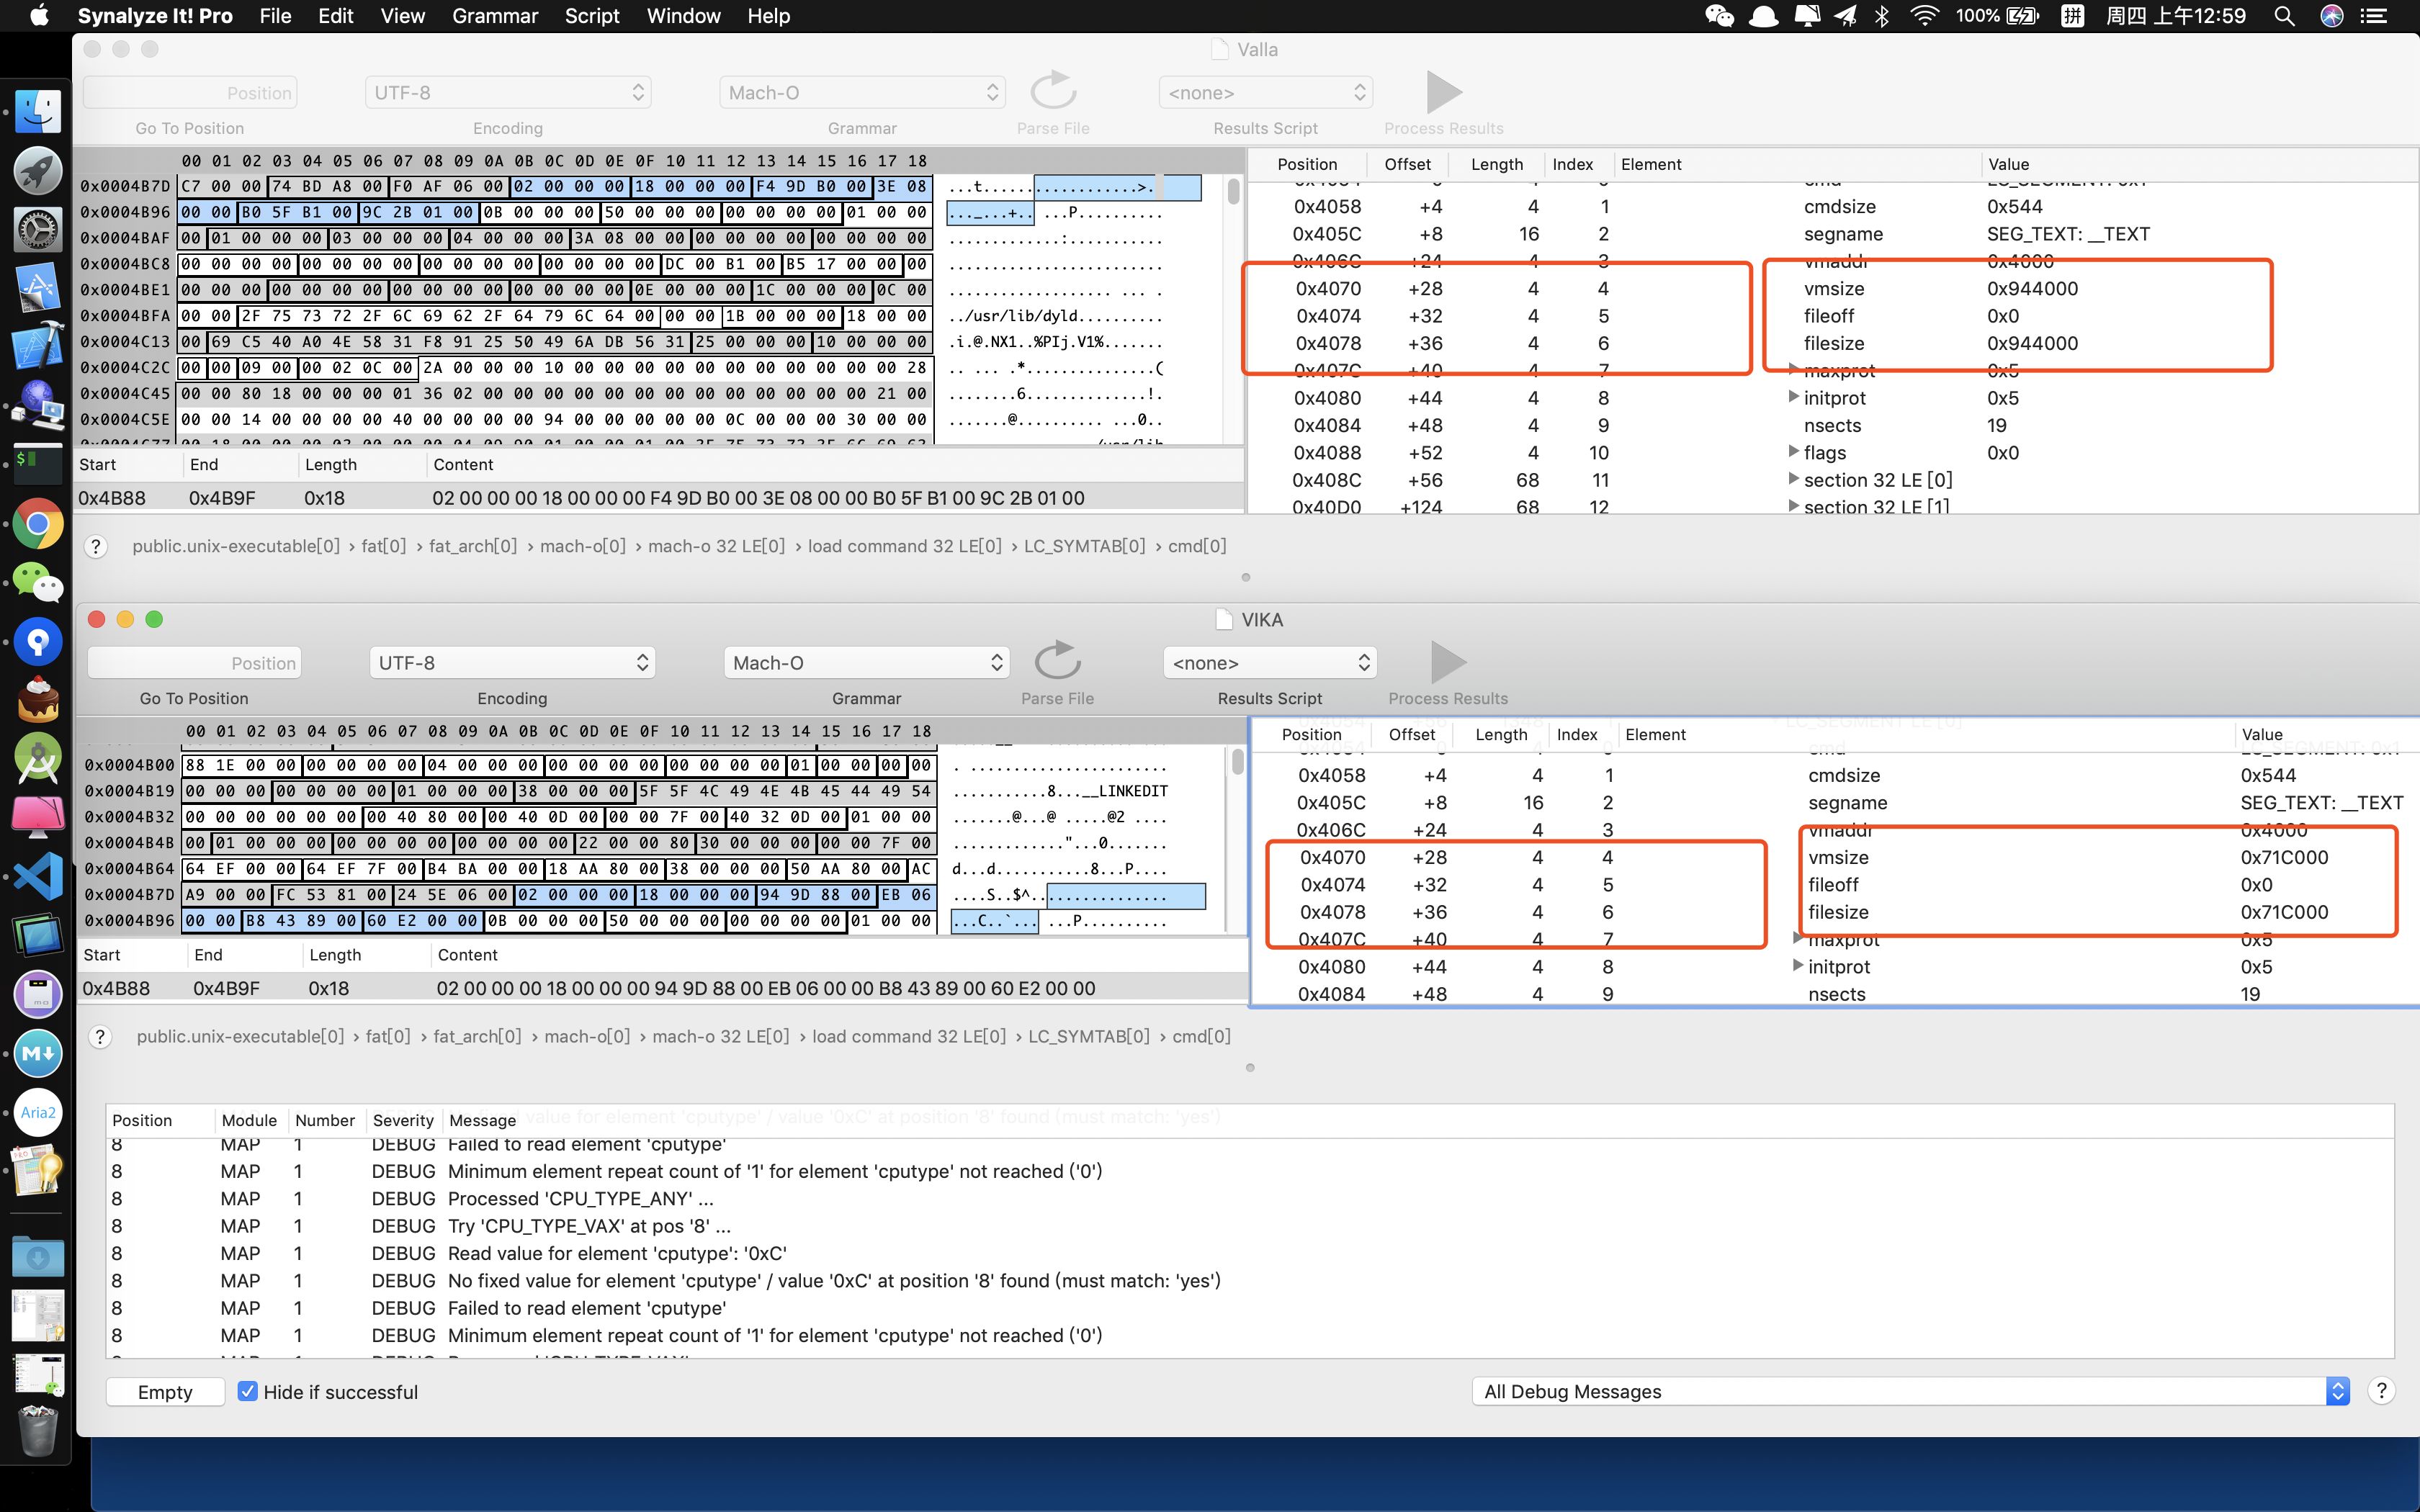 Synalyze It! Pro File Edit View Grammar Script Window Help 100% 拼 周四 上午12:59
Valla
Position UTF-8 Mach-O <none>
Go To Position Encoding Grammar Parse File Results Script Process Results
00 01 02 03 04 05 06 07 08 09 0A 0B 0C 0D 0E 0F 10 11 12 13 14 15 16 17 18
0x0004B7D C7 00 00 74 BD A8 00 F0 AF 06 00 02 00 00 00 18 00 00 00 F4 9D B0 00 3E 08 ...t..................>.
0x0004B96 00 00 B0 5F B1 00 9C 2B 01 00 0B 00 00 00 50 00 00 00 00 00 00 00 01 00 00 ..._...+.. ...P..........
0x0004BAF 00 01 00 00 00 03 00 00 00 04 00 00 00 3A 08 00 00 00 00 00 00 00 00 00 00 .............:...........
0x0004BC8 00 00 00 00 00 00 00 00 00 00 00 00 00 00 00 00 DC 00 B1 00 B5 17 00 00 00 .........................
0x0004BE1 00 00 00 00 00 00 00 00 00 00 00 00 00 00 00 0E 00 00 00 1C 00 00 00 0C 00 ................... ... .
0x0004BFA 00 00 2F 75 73 72 2F 6C 69 62 2F 64 79 6C 64 00 00 00 1B 00 00 00 18 00 00 ../usr/lib/dyld..........
0x0004C13 00 69 C5 40 A0 4E 58 31 F8 91 25 50 49 6A DB 56 31 25 00 00 00 10 00 00 00 .i.@.NX1..%PIj.V1%.......
0x0004C2C 00 00 09 00 00 02 0C 00 2A 00 00 00 10 00 00 00 00 00 00 00 00 00 00 00 28 .. ... .*...............(
0x0004C45 00 00 80 18 00 00 00 01 36 02 00 00 00 00 00 00 00 00 00 00 00 00 00 21 00 ........6..............!.
0x0004C5E 00 00 14 00 00 00 40 00 00 00 00 94 00 00 00 0C 00 00 00 30 00 00 .......@........... ...0..
Start End Length Content
0x4B88 0x4B9F 0x18 02 00 00 00 18 00 00 00 F4 9D B0 00 3E 08 00 00 B0 5F B1 00 9C 2B 01 00
? public.unix-executable[0] › fat[0] › fat_arch[0] › mach-o[0] › mach-o 32 LE[0] › load command 32 LE[0] › LC_SYMTAB[0] › cmd[0]
Position Offset Length Index Element Value
0x4058 +4 4 1 cmdsize 0x544
0x405C +8 16 2 segname SEG_TEXT: __TEXT
0x406C +24 4 3 vmaddr 0x4000
0x4070 +28 4 4 vmsize 0x944000
0x4074 +32 4 5 fileoff 0x0
0x4078 +36 4 6 filesize 0x944000
0x407C +40 4 7 maxprot 0x5
0x4080 +44 4 8 initprot 0x5
0x4084 +48 4 9 nsects 19
0x4088 +52 4 10 flags 0x0
0x408C +56 68 11 section 32 LE [0]
0x40D0 +124 68 12 section 32 LE [1]
VIKA
Position UTF-8 Mach-O <none>
Go To Position Encoding Grammar Parse File Results Script Process Results
00 01 02 03 04 05 06 07 08 09 0A 0B 0C 0D 0E 0F 10 11 12 13 14 15 16 17 18
0x0004B00 88 1E 00 00 00 00 00 00 04 00 00 00 00 00 00 00 00 00 00 00 01 00 00 00 00 . .......................
0x0004B19 00 00 00 00 00 00 00 01 00 00 00 38 00 00 00 5F 5F 4C 49 4E 4B 45 44 49 54 ...........8...__LINKEDIT
0x0004B32 00 00 00 00 00 00 00 40 80 00 00 40 0D 00 00 00 7F 00 40 32 0D 00 01 00 00 .......@...@ .....@2 ....
0x0004B4B 00 01 00 00 00 00 00 00 00 00 00 00 00 22 00 00 80 30 00 00 00 00 00 7F 00 ............."...0.......
0x0004B64 64 EF 00 00 64 EF 7F 00 B4 BA 00 00 18 AA 80 00 38 00 00 00 50 AA 80 00 AC d...d...........8...P....
0x0004B7D A9 00 00 FC 53 81 00 24 5E 06 00 02 00 00 00 18 00 00 00 94 9D 88 00 EB 06 ....S..$^................
0x0004B96 00 00 B8 43 89 00 60 E2 00 00 0B 00 00 00 50 00 00 00 00 00 00 00 01 00 00 ...C..`... ...P..........
Start End Length Content
0x4B88 0x4B9F 0x18 02 00 00 00 18 00 00 00 94 9D 88 00 EB 06 00 00 B8 43 89 00 60 E2 00 00
? public.unix-executable[0] › fat[0] › fat_arch[0] › mach-o[0] › mach-o 32 LE[0] › load command 32 LE[0] › LC_SYMTAB[0] › cmd[0]
0x4054 +56 1348 LC_SEGMENT LE [0]
Position Offset Length Index Element Value
0x4054 0 4 0 cmd LC_SEGMENT: 0x1
0x4058 +4 4 1 cmdsize 0x544
0x405C +8 16 2 segname SEG_TEXT: __TEXT
0x406C +24 4 3 vmaddr 0x4000
0x4070 +28 4 4 vmsize 0x71C000
0x4074 +32 4 5 fileoff 0x0
0x4078 +36 4 6 filesize 0x71C000
0x407C +40 4 7 maxprot 0x5
0x4080 +44 4 8 initprot 0x5
0x4084 +48 4 9 nsects 19
Position Module Number Severity Message
8 MAP 1 DEBUG No fixed value for element 'cputype' / value '0xC' at position '8' found (must match: 'yes')
8 MAP 1 DEBUG Failed to read element 'cputype'
8 MAP 1 DEBUG Minimum element repeat count of '1' for element 'cputype' not reached ('0')
8 MAP 1 DEBUG Processed 'CPU_TYPE_ANY' ...
8 MAP 1 DEBUG Try 'CPU_TYPE_VAX' at pos '8' ...
8 MAP 1 DEBUG Read value for element 'cputype': '0xC'
8 MAP 1 DEBUG No fixed value for element 'cputype' / value '0xC' at position '8' found (must match: 'yes')
8 MAP 1 DEBUG Failed to read element 'cputype'
8 MAP 1 DEBUG Minimum element repeat count of '1' for element 'cputype' not reached ('0')
Empty Hide if successful All Debug Messages ?
M↓
Aria2